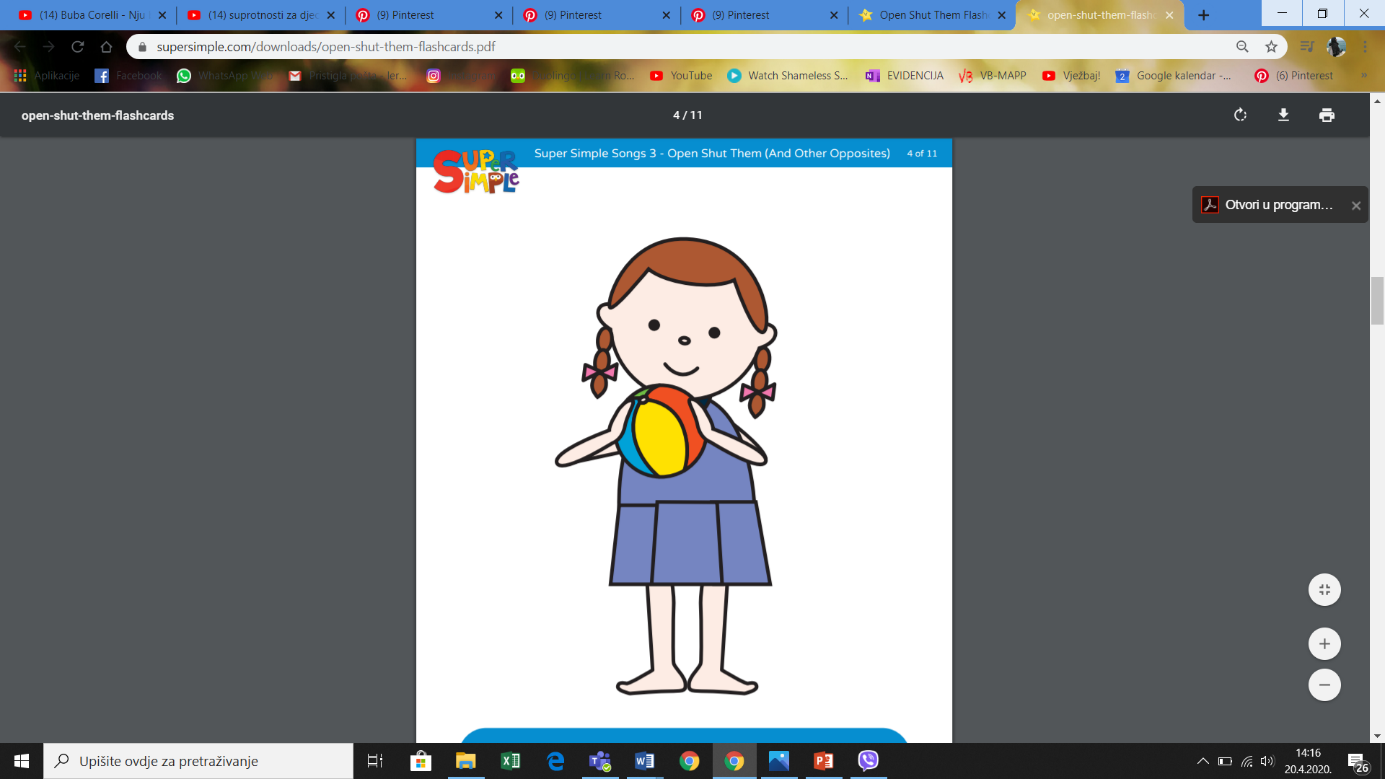 (14) Buba Corelli - Nju
(14) suprotnosti za djec
(9) Pinterest
(9) Pinterest
(9) Pinterest
Open Shut Them Flash
open-shut-them-flash
supersimple.com/downloads/open-shut-them-flashcards.pdf
Aplikacije
Facebook
WhatsApp
Pristigla
Ro...
YouTube
Watch Shameless S...
EVIDENCIJA
VB-MAPP
Vježbaj!
Google kalendar -...
(6) Pinterest
open-shut-them-flashcards
4 / 11
SUPER SiMPLE
Super Simple Songs 3 - Open Shut Them (And Other Opposites)
4 of 11
Otvori u program...
Upišite ovdje za pretraživanje
14:16
20.4.2020.
26